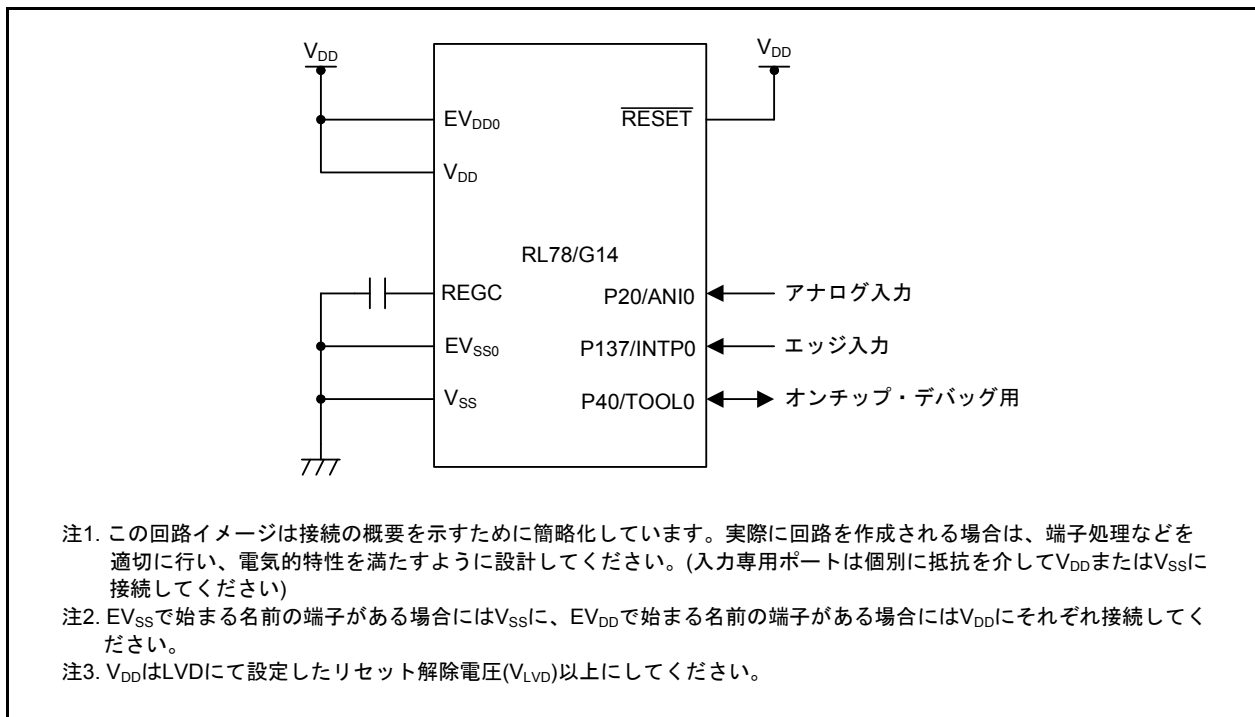 VDD
VDD
EVDD0
RESET
VDD
RL78/G14
REGC
P20/ANI0
アナログ入力
EVSS0
P137/INTP0
エッジ入力
VSS
P40/TOOL0
オンチップ・デバッグ用
注1. この回路イメージは接続の概要を示すために簡略化しています。実際に回路を作成される場合は、端子処理などを
適切に行い、電気的特性を満たすように設計してください。(入力専用ポートは個別に抵抗を介してVDDまたはVSSに
接続してください)
注2. EVSSで始まる名前の端子がある場合にはVSSに、EVDDで始まる名前の端子がある場合にはVDDにそれぞれ接続してく
ださい。
注3. VDDはLVDにて設定したリセット解除電圧(VLVD)以上にしてください。